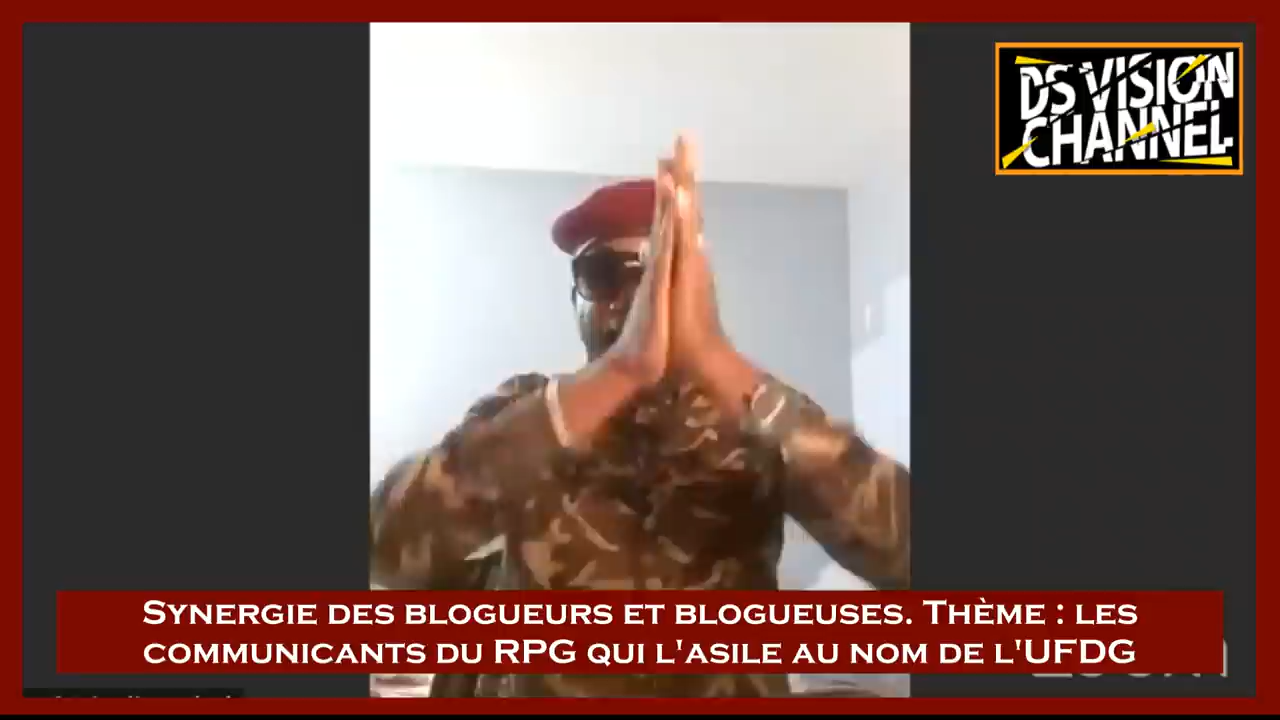 DS VISION
CHANNEL
SYNERGIE DES BLOGUEURS ET BLOGUEUSES. THÈME : LES
COMMUNICANTS DU RPG QUI L'ASILE AU NOM DE L'UFDG